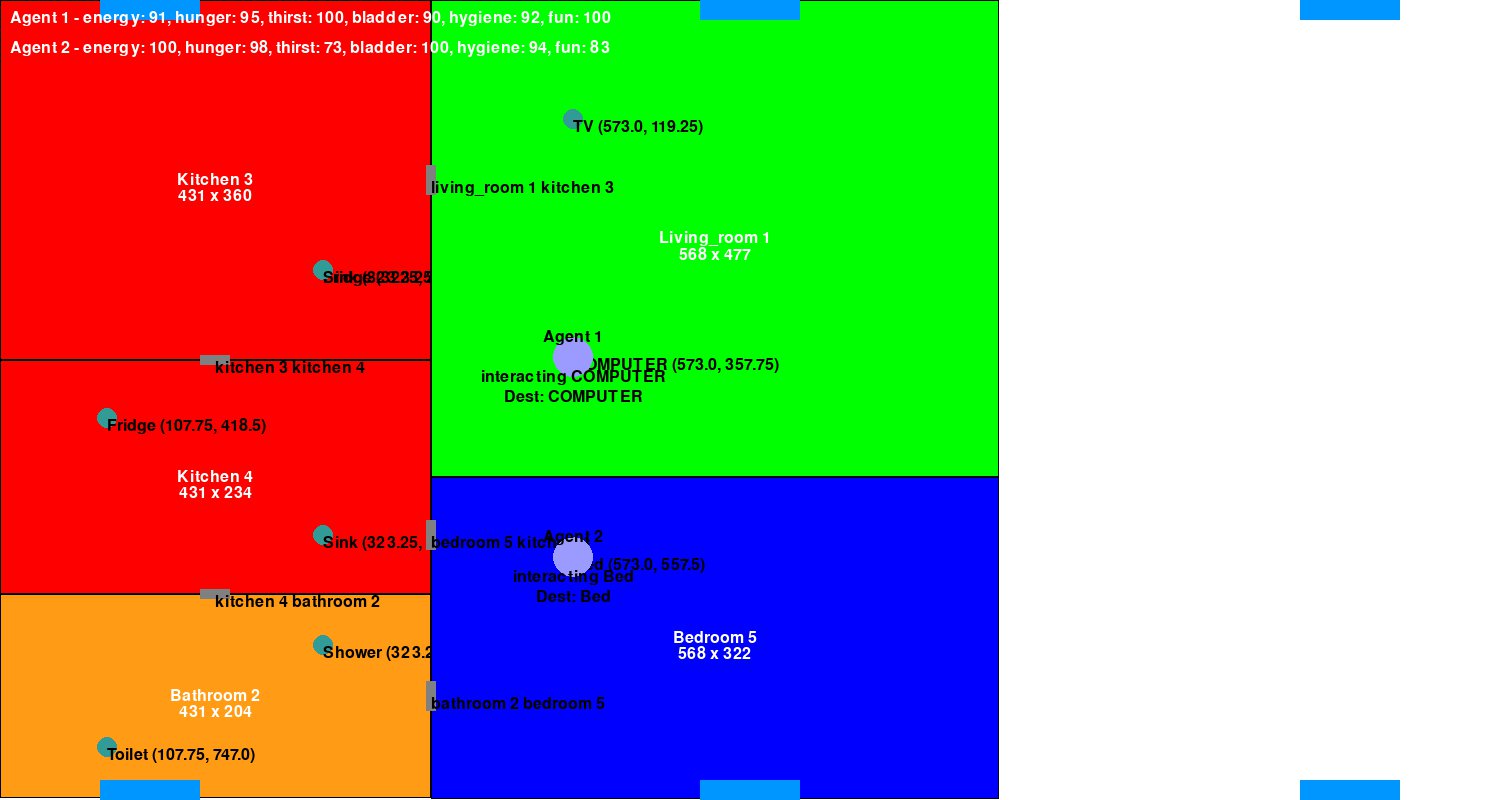 Agent 1 - energy: 91, hunger: 95, thirst: 100, bladder: 90, hygiene: 92, fun: 100
Agent 2 - energy: 100, hunger: 98, thirst: 73, bladder: 100, hygiene: 94, fun: 83
TV (573.0, 119.25)
Kitchen 3
431 x 360
living_room 1 kitchen 3
Living_room 1
568 x 477
Agent 1
OMPUTER (573.0, 357.75)
interacting COMPUTER
Dest: COMPUTER
kitchen 3 kitchen 4
Fridge (107.75, 418.5)
Kitchen 4
431 x 234
Sink (323.25,
bedroom 5 kitch
Agent 2
ed (573.0, 557.5)
interacting Bed
Dest: Bed
kitchen 4 bathroom 2
Shower (323.2
Bedroom 5
568 x 322
Bathroom 2
431 x 204
bathroom 2 bedroom 5
Toilet (107.75, 747.0)